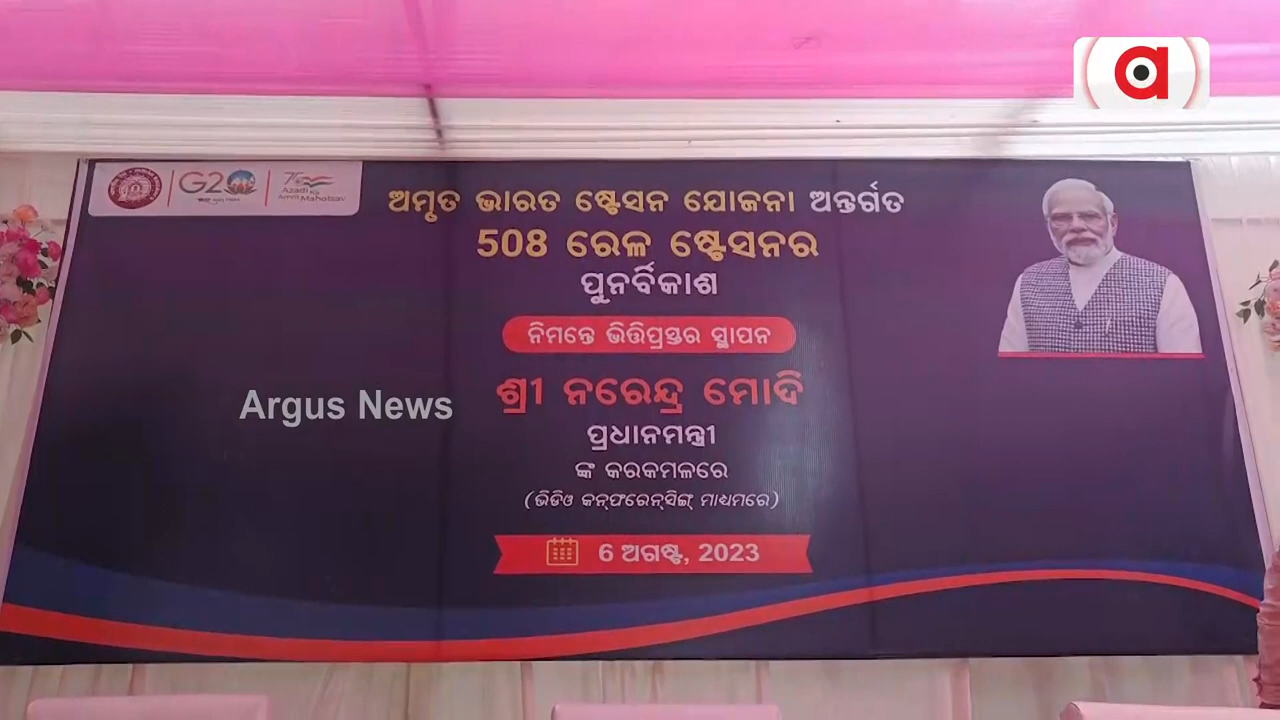 a
G20
75
Azadi Ka
Amrit Mahotsav
ଅମୃତ ଭାରତ ଷ୍ଟେସନ ଯୋଜନା ଅନ୍ତର୍ଗତ
508 ରେଳ ଷ୍ଟେସନର
ପୁନର୍ବିକାଶ
ନିମନ୍ତେ ଭିତ୍ତିପ୍ରସ୍ତର ସ୍ଥାପନ
Argus News
ଶ୍ରୀ ନରେନ୍ଦ୍ର ମୋଦି
ପ୍ରଧାନମନ୍ତ୍ରୀ
ଙ୍କ କରକମଳରେ
(ଭିଡିଓ କନ୍‌ଫରେନ୍‌ସିଙ୍ଗ୍ ମାଧ୍ୟମରେ)
6 ଅଗଷ୍ଟ, 2023